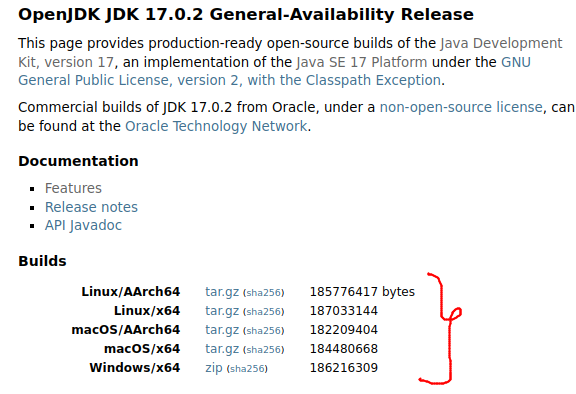 OpenJDK JDK 17.0.2 General-Availability Release
This page provides production-ready open-source builds of the Java Development
Kit, version 17, an implementation of the Java SE 17 Platform under the GNU
General Public License, version 2, with the Classpath Exception.
Commercial builds of JDK 17.0.2 from Oracle, under a non-open-source license, can
be found at the Oracle Technology Network.
Documentation
Features
Release notes
API Javadoc
Builds
Linux/AArch64 tar.gz (sha256) 185776417 bytes
Linux/x64 tar.gz (sha256) 187033144
macOS/AArch64 tar.gz (sha256) 182209404
macOS/x64 tar.gz (sha256) 184480668
Windows/x64 zip (sha256) 186216309